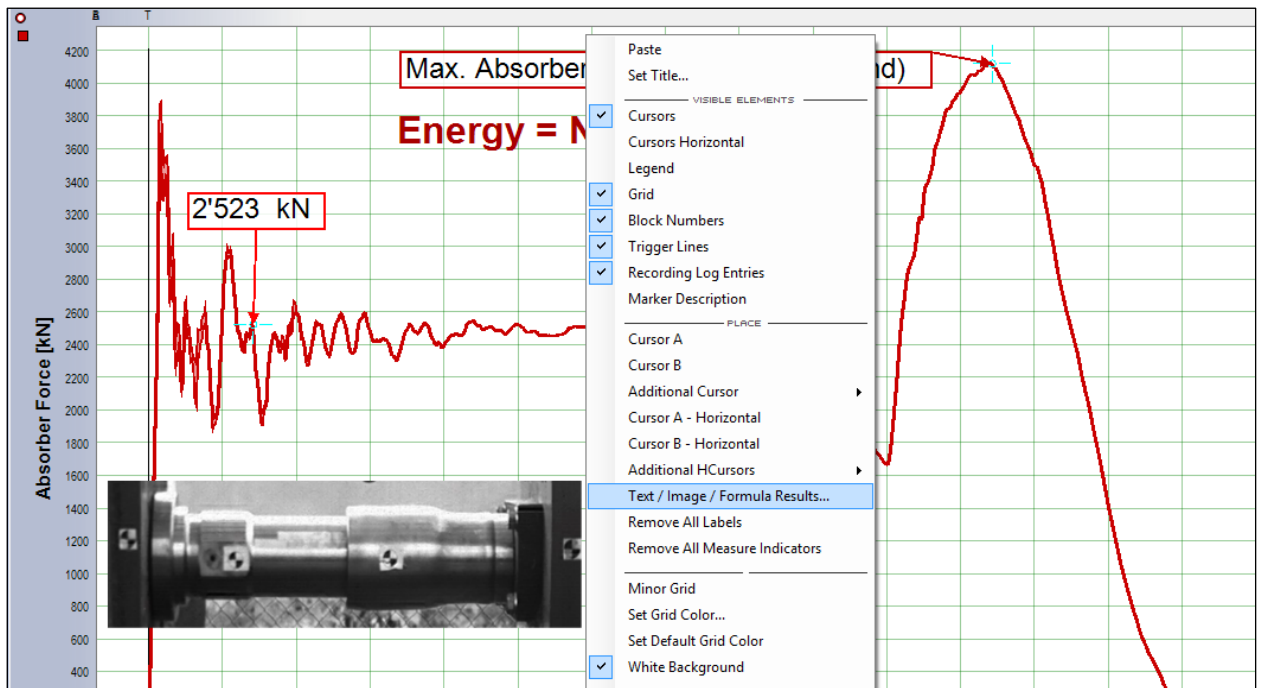 T
4200
4000
3800
3600
3400
3200
3000
2800
2600
2400
2200
2000
1800
1600
1400
1200
1000
800
600
400
Absorber Force [kN]
Max. Absorber
nd)
Energy =
2'523 kN
Paste
Set Title...
VISIBLE ELEMENTS
Cursors
Cursors Horizontal
Legend
Grid
Block Numbers
Trigger Lines
Recording Log Entries
Marker Description
PLACE
Cursor A
Cursor B
Additional Cursor
Cursor A - Horizontal
Cursor B - Horizontal
Additional HCursors
Text / Image / Formula Results...
Remove All Labels
Remove All Measure Indicators
Minor Grid
Set Grid Color...
Set Default Grid Color
White Background